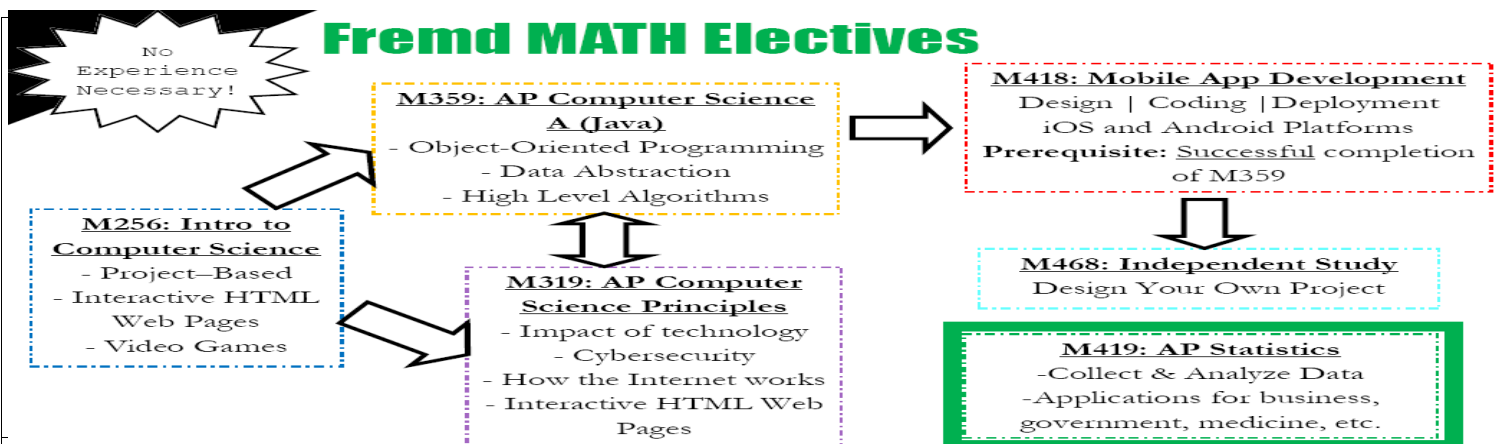 No
Experience
Necessary!
Fremd MATH Electives
M256: Intro to
Computer Science
- Project–Based
- Interactive HTML
Web Pages
- Video Games
M359: AP Computer Science
A (Java)
- Object-Oriented Programming
- Data Abstraction
- High Level Algorithms
M319: AP Computer
Science Principles
- Impact of technology
- Cybersecurity
- How the Internet works
- Interactive HTML Web
Pages
M418: Mobile App Development
Design | Coding |Deployment
iOS and Android Platforms
Prerequisite: Successful completion
of M359
M468: Independent Study
Design Your Own Project
M419: AP Statistics
-Collect & Analyze Data
-Applications for business,
government, medicine, etc.